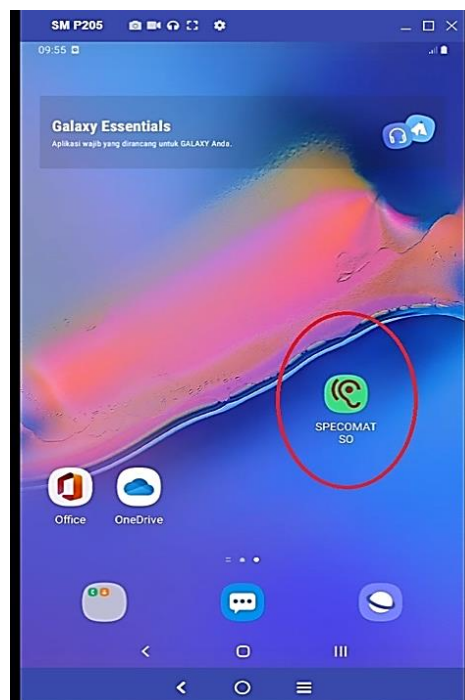 SM P205
09:55
Galaxy Essentials
Aplikasi wajib yang dirancang untuk GALAXY Anda.
SPECOMAT
SO
Office
OneDrive